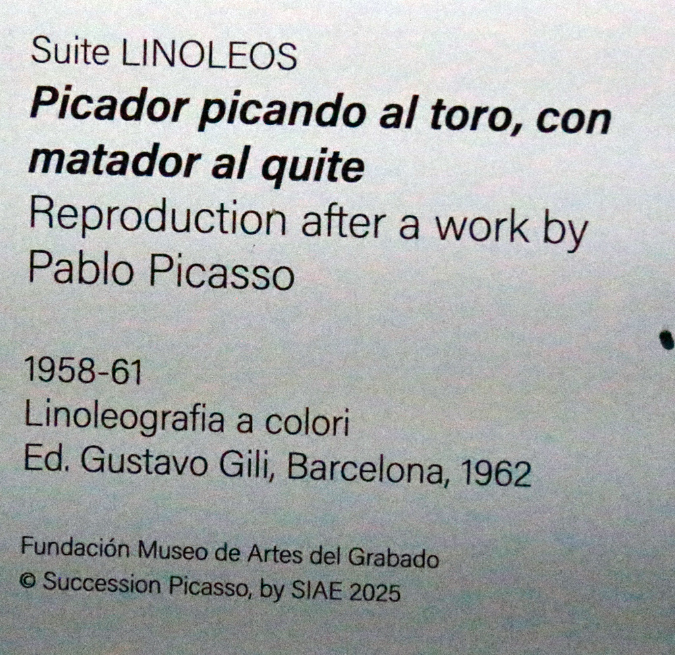 Suite LINOLEOS
Picador picando al toro, con
matador al quite
Reproduction after a work by
Pablo Picasso
1958-61
Linoleografia a colori
Ed. Gustavo Gili, Barcelona, 1962
Fundación Museo de Artes del Grabado
© Succession Picasso, by SIAE 2025